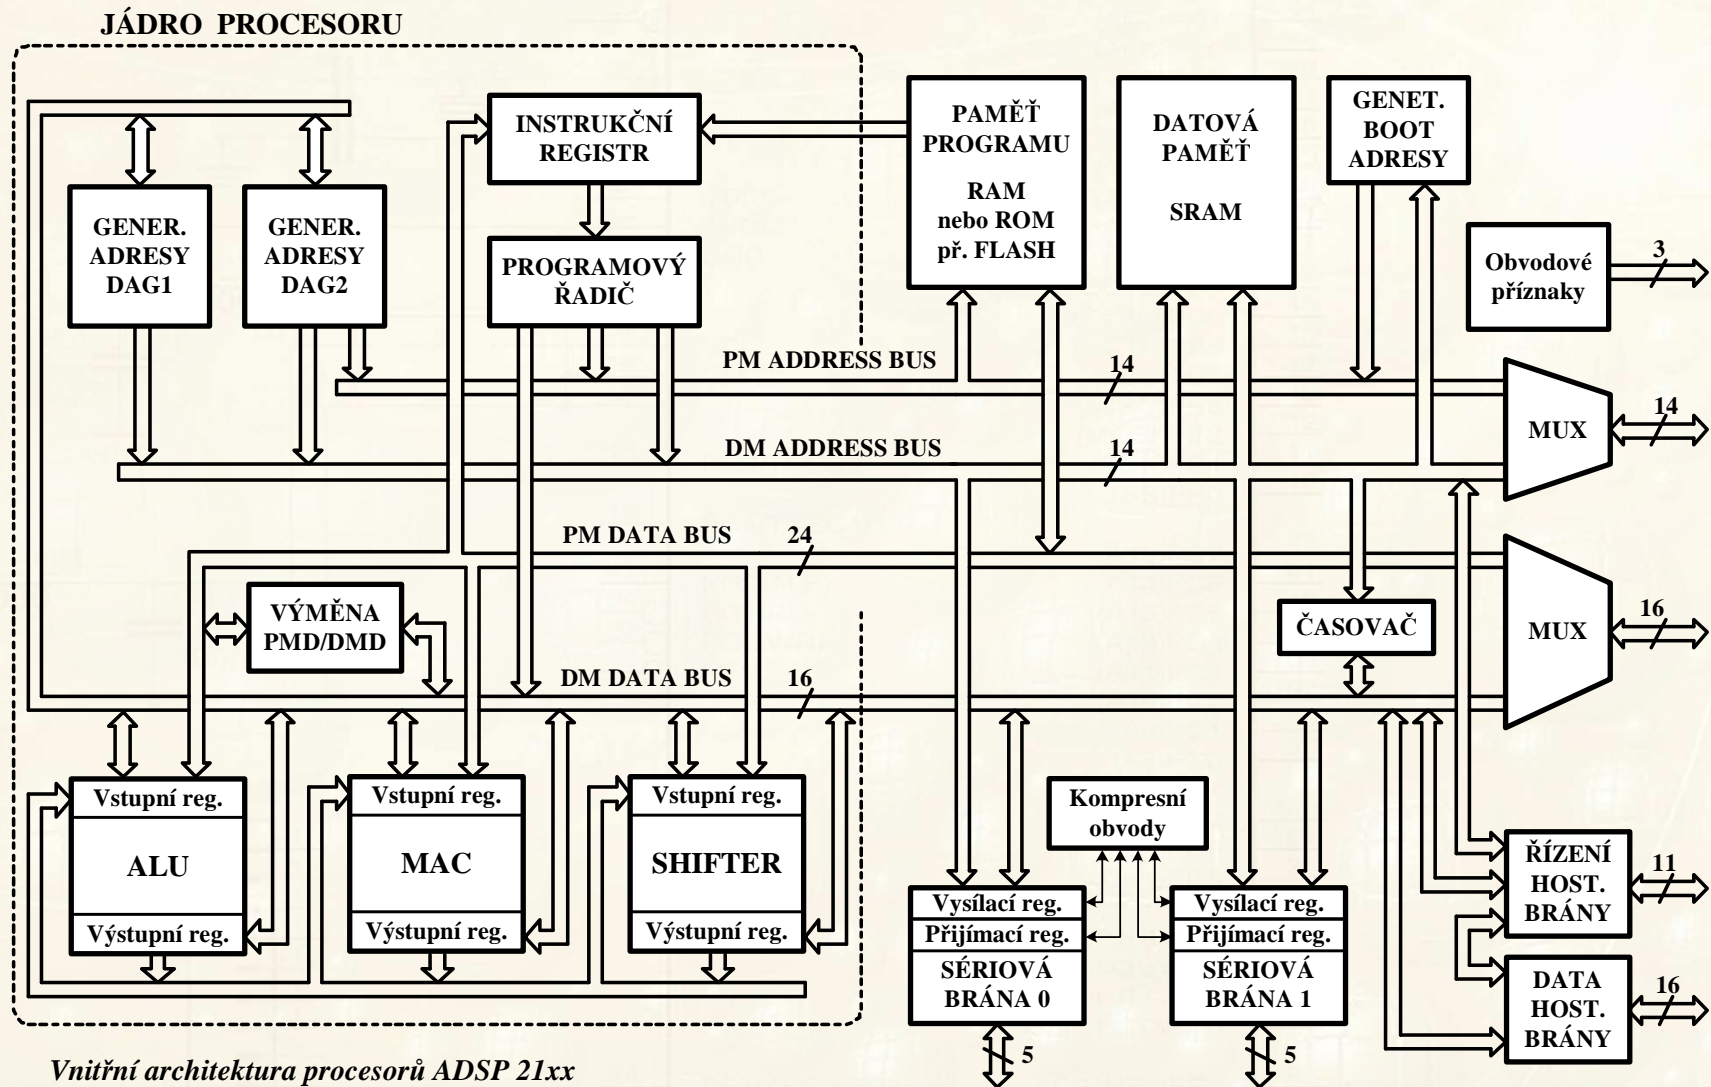 JÁDRO PROCESORU
INSTRUKČNÍ
REGISTR
PAMĚŤ
PROGRAMU
RAM
nebo ROM
př. FLASH
DATOVÁ
PAMĚŤ
SRAM
GENET.
BOOT
ADRESY
GENER.
ADRESY
DAG1
GENER.
ADRESY
DAG2
PROGRAMOVÝ
ŘADIČ
Obvodové
příznaky
3
PM ADDRESS BUS
14
MUX
14
DM ADDRESS BUS
14
PM DATA BUS
24
VÝMĚNA
PMD/DMD
ČASOVAČ
MUX
16
DM DATA BUS
16
Vstupní reg.
ALU
Výstupní reg.
Vstupní reg.
MAC
Výstupní reg.
Vstupní reg.
SHIFTER
Výstupní reg.
Kompresní
obvody
Vysílací reg.
Přijímací reg.
SÉRIOVÁ
BRÁNA 0
5
Vysílací reg.
Přijímací reg.
SÉRIOVÁ
BRÁNA 1
5
ŘÍZENÍ
HOST.
BRÁNY
11
DATA
HOST.
BRÁNY
16
Vnitřní architektura procesorů ADSP 21xx